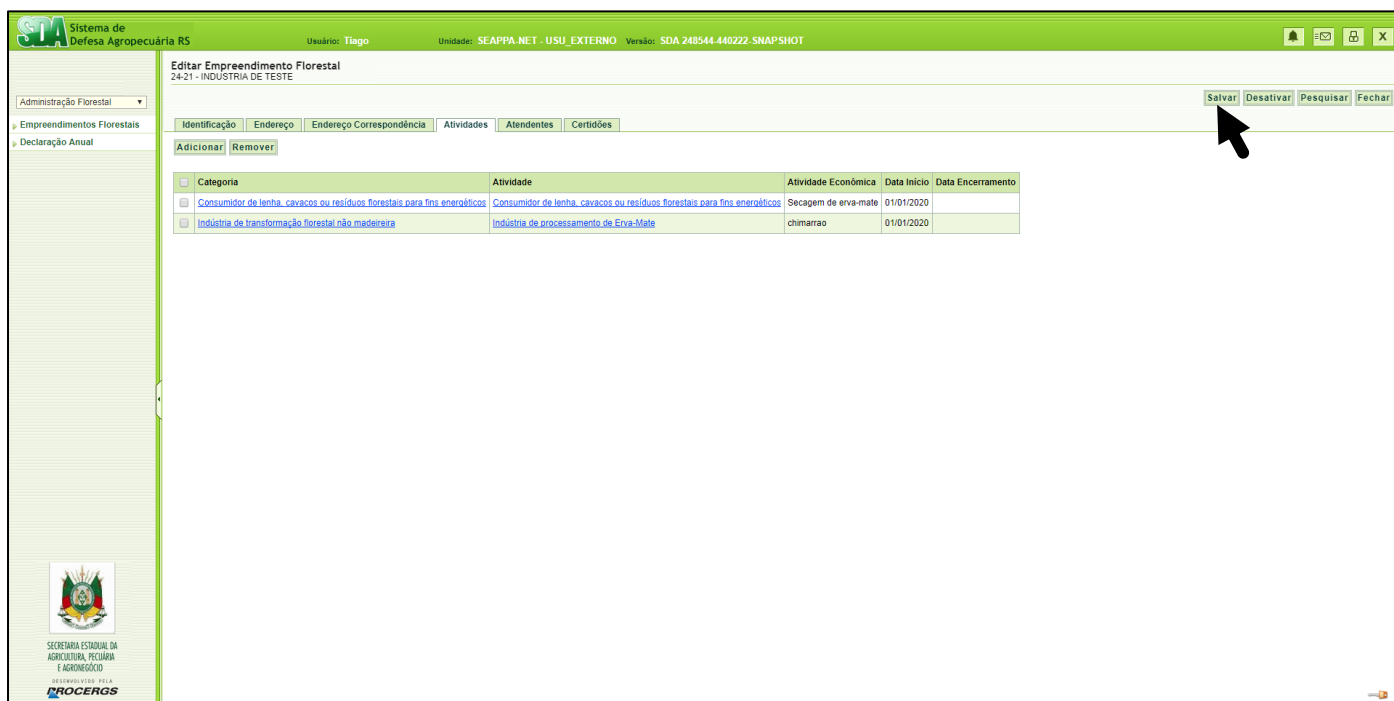 SDA
Sistema de
Defesa Agropecuária RS
Usuário: Tiago Unidade: SEAPPA-NET - USU_EXTERNO Versão: SDA 248544-440222-SNAPSHOT
X
Editar Empreendimento Florestal
24-21 - INDUSTRIA DE TESTE
Administração Florestal
Empreendimentos Florestais
Declaração Anual
Salvar Desativar Pesquisar Fechar
Identificação Endereço Endereço Correspondência Atividades Atendentes Certidões
Adicionar Remover
Categoria Atividade Atividade Econômica Data Início Data Encerramento
Consumidor de lenha, cavacos ou resíduos florestais para fins energéticos Consumidor de lenha, cavacos ou resíduos florestais para fins energéticos Secagem de erva-mate 01/01/2020
Indústria de transformação florestal não madeireira Indústria de processamento de Erva-Mate chimarrao 01/01/2020
SECRETARIA ESTADUAL DA
AGRICULTURA, PECUÁRIA
E AGRONEGÓCIO
DESENVOLVIDO PELA
PROCERGS